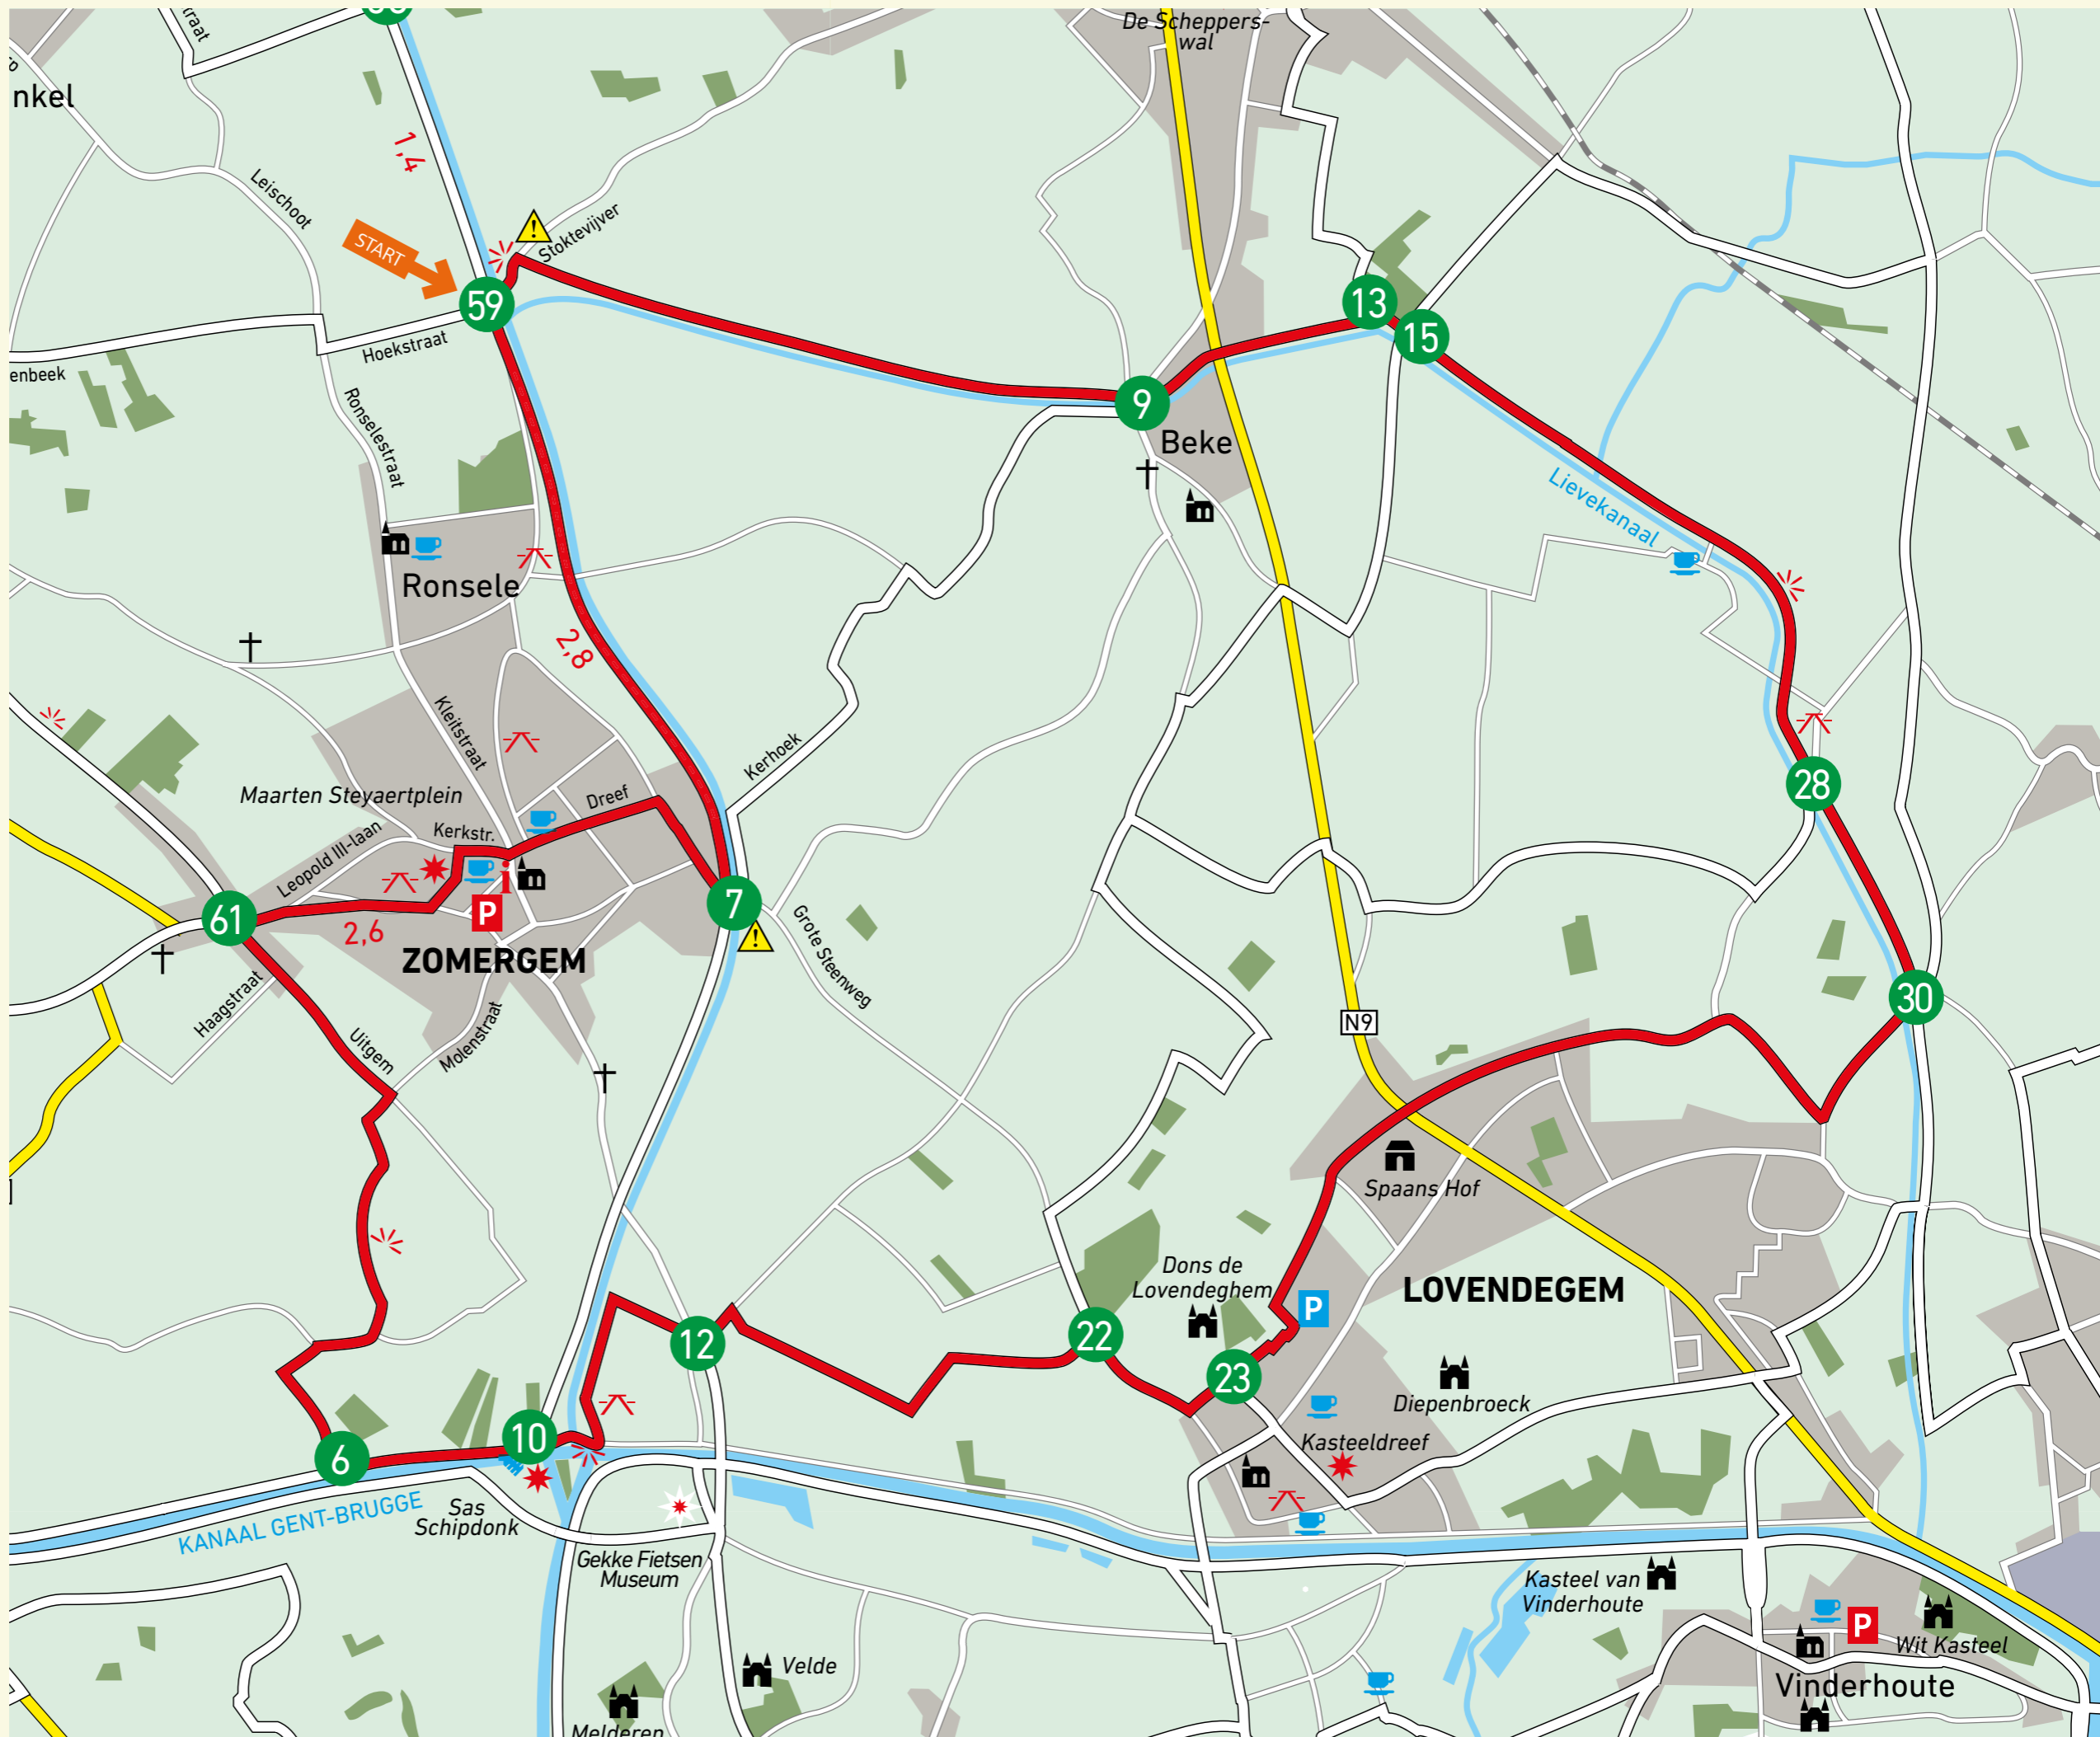 De Scheppers-
wal
nkel
1,4
Leischoot
START
Stoktevijver
59
13
15
Hoekstraat
enbeek
9
Beke
Ronselestraat
Lievekanaal
Ronsele
2,8
Kleitstraat
Kerhoek
28
Maarten Steyaertplein
Dreef
Kerkstr.
Leopold III-laan
i
P
61
2,6
7
ZOMERGEM
Grote Steenweg
Haagstraat
Molenstraat
Uitgem
30
N9
Spaans Hof
Dons de
Lovendeghem
LOVENDEGEM
P
12
22
23
Diepenbroeck
10
6
Kasteeldreef
KANAAL GENT-BRUGGE
Sas
Schipdonk
Gekke Fietsen
Museum
Kasteel van
Vinderhoute
P
Wit Kasteel
Velde
Vinderhoute
Melderen